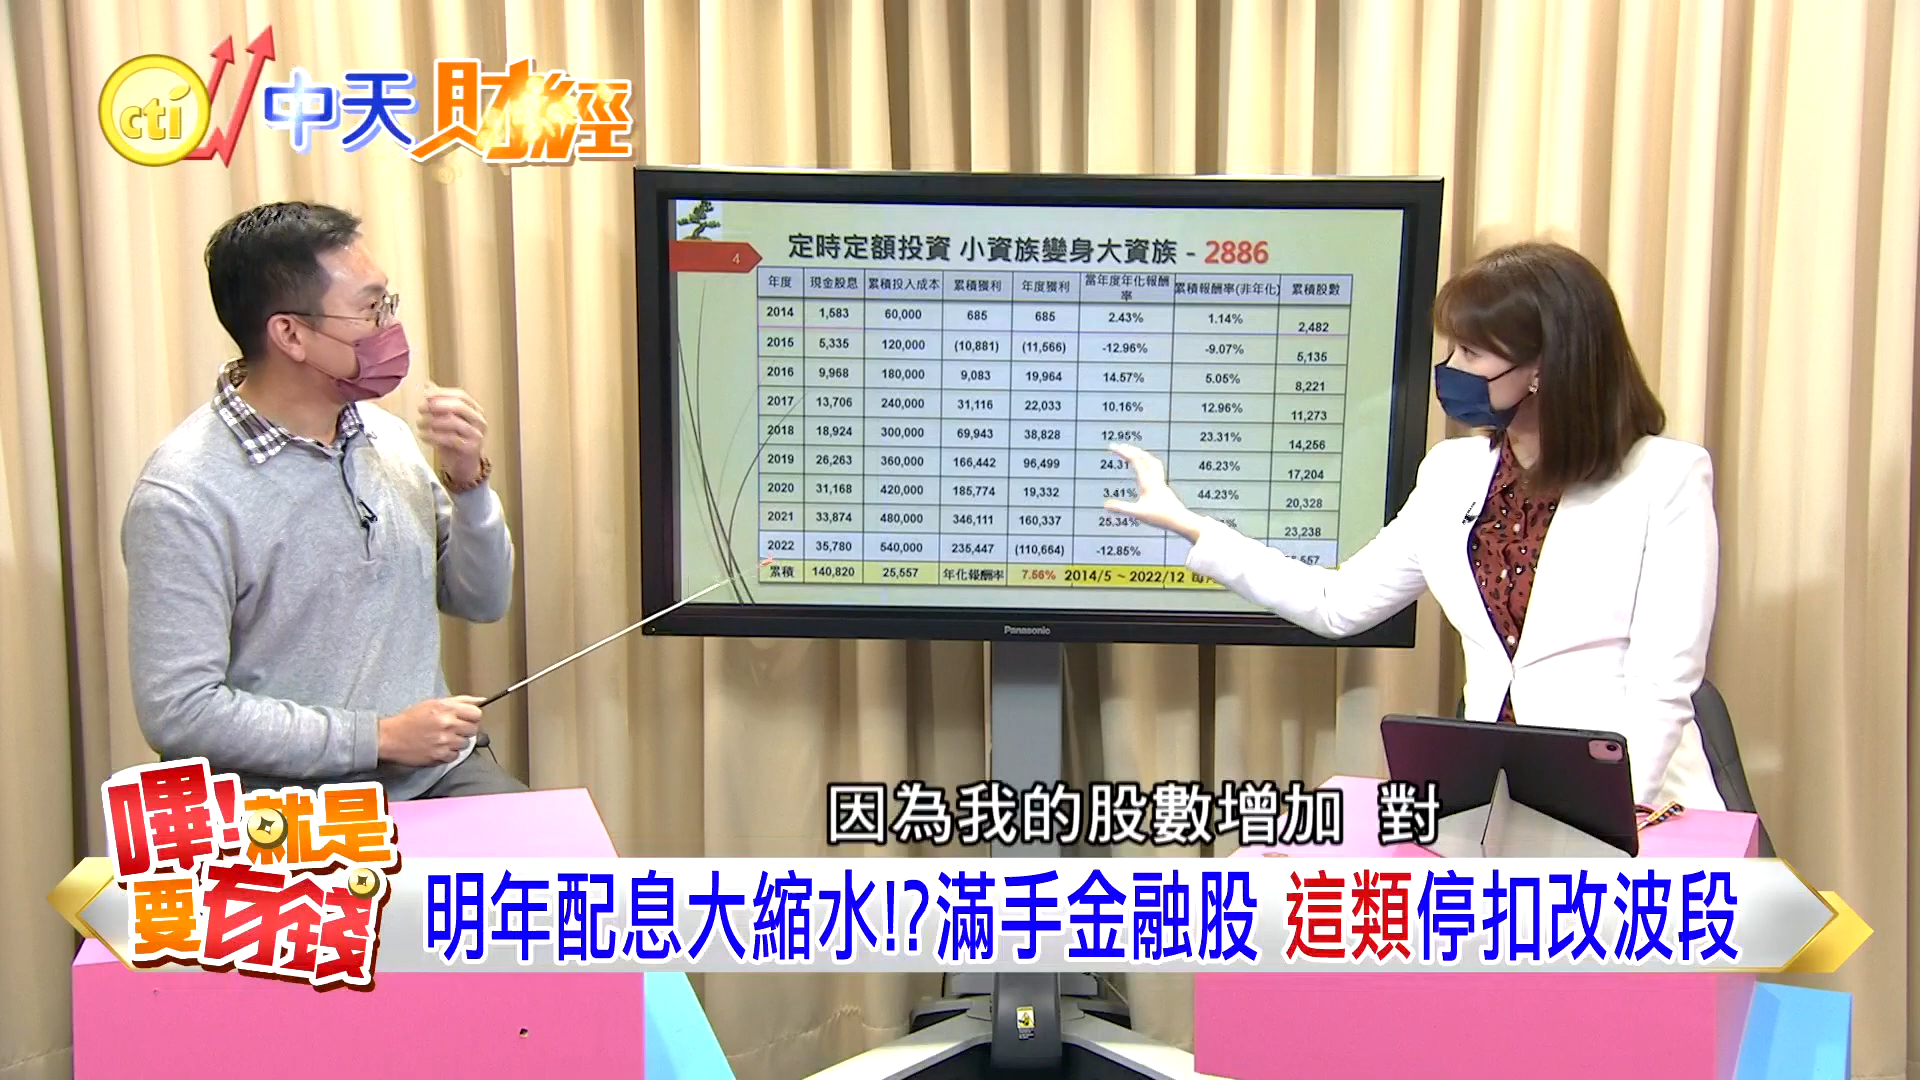 cti 中天財經
4
定時定額投資 小資族變身大資族 - 2886
年度 現金股息 累積投入成本 累積獲利 年度獲利 當年度年化報酬率 累積報酬率(非年化) 累積股數
2014 1,583 60,000 685 685 2.43% 1.14% 2,482
2015 5,335 120,000 (10,881) (11,566) -12.96% -9.07% 5,135
2016 9,968 180,000 9,083 19,964 14.57% 5.05% 8,221
2017 13,706 240,000 31,116 22,033 10.16% 12.96% 11,273
2018 18,924 300,000 69,943 38,828 12.95% 23.31% 14,256
2019 26,263 360,000 166,442 96,499 24.31 46.23% 17,204
2020 31,168 420,000 185,774 19,332 3.41% 44.23% 20,328
2021 33,874 480,000 346,111 160,337 25.34% 23,238
2022 35,780 540,000 235,447 (110,664) -12.85%
累積 140,820 25,557 年化報酬率 7.56% 2014/5 ~ 2022/12 每
Panasonic
因為我的股數增加 對
嗶!就是要有錢
明年配息大縮水!?滿手金融股 這類停扣改波段